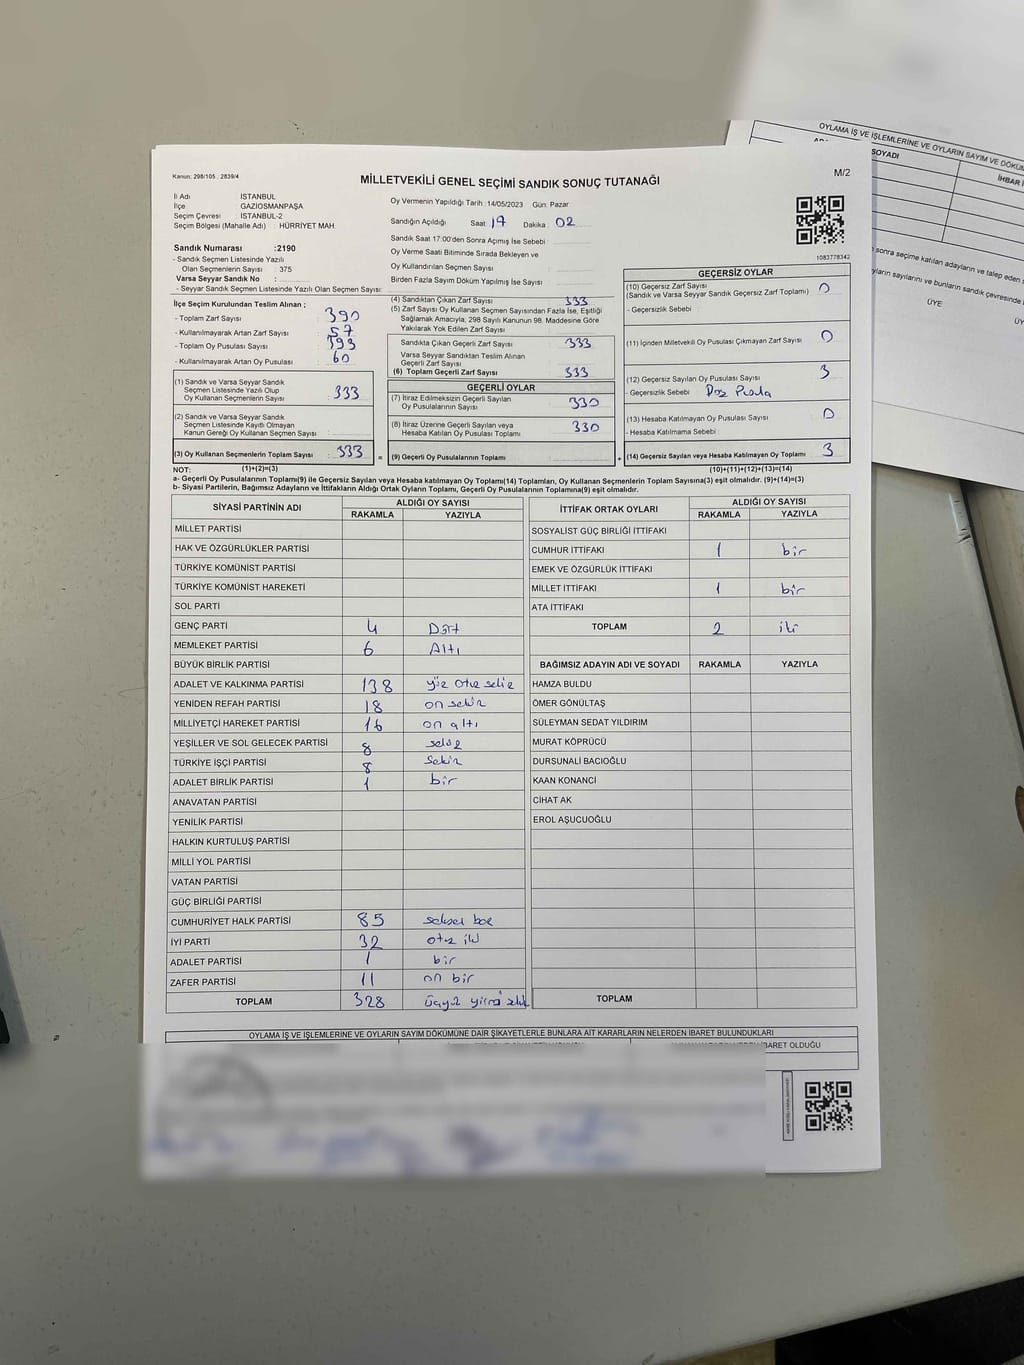 OYLAMA İŞ VE İŞLEMLERİNE VE OYLARIN SAYIM VE DÖKÜM
SOYADI
İHBAR İ
sonra seçime katılan adayların ve talep eden
yların sayılarını ve bunların sandık çevresinde
ÜYE
Kanun: 298/105 , 2839/4
MİLLETVEKİLİ GENEL SEÇİMİ SANDIK SONUÇ TUTANAĞI
M/2
İl Adı : İSTANBUL
İlçe : GAZİOSMANPAŞA
Seçim Çevresi : İSTANBUL-2
Seçim Bölgesi (Mahalle Adı) : HÜRRİYET MAH.
Oy Vermenin Yapıldığı Tarih :14/05/2023 Gün: Pazar
Sandığın Açıldığı Saat: 17 Dakika: 02
Sandık Saat 17:00'den Sonra Açımış İse Sebebi :
Oy Verme Saati Bitiminde Sırada Bekleyen ve
Oy Kullandırılan Seçmen Sayısı :
Birden Fazla Sayım Döküm Yapılmış İse Sayısı :
1083778342
Sandık Numarası :2190
- Sandık Seçmen Listesinde Yazılı
Olan Seçmenlerin Sayısı : 375
Varsa Seyyar Sandık No :
- Seyyar Sandık Seçmen Listesinde Yazılı Olan Seçmen Sayısı:
İlçe Seçim Kurulundan Teslim Alınan ;
- Toplam Zarf Sayısı : 390
- Kullanılmayarak Artan Zarf Sayısı : 57
- Toplam Oy Pusulası Sayısı : 393
- Kullanılmayarak Artan Oy Pusulası : 60
(1) Sandık ve Varsa Seyyar Sandık
Seçmen Listesinde Yazılı Olup
Oy Kullanan Seçmenlerin Sayısı : 333
(2) Sandık ve Varsa Seyyar Sandık
Seçmen Listesinde Kayıtlı Olmayan
Kanun Gereği Oy Kullanan Seçmen Sayısı :
(3) Oy Kullanan Seçmenlerin Toplam Sayısı : 333
(4) Sandıktan Çıkan Zarf Sayısı : 333
(5) Zarf Sayısı Oy Kullanan Seçmen Sayısından Fazla İse, Eşitliği
Sağlamak Amacıyla, 298 Sayılı Kanunun 98. Maddesine Göre
Yakılarak Yok Edilen Zarf Sayısı :
Sandıkta Çıkan Geçerli Zarf Sayısı : 333
Varsa Seyyar Sandıktan Teslim Alınan
Geçerli Zarf Sayısı :
(6) Toplam Geçerli Zarf Sayısı : 333
GEÇERLİ OYLAR
(7) İtiraz Edilmeksizin Geçerli Sayılan
Oy Pusulalarının Sayısı : 330
(8) İtiraz Üzerine Geçerli Sayılan veya
Hesaba Katılan Oy Pusulası Toplamı : 330
= (9) Geçerli Oy Pusulalarının Toplamı :
GEÇERSİZ OYLAR
(10) Geçersiz Zarf Sayısı : 0
(Sandık ve Varsa Seyyar Sandık Geçersiz Zarf Toplamı)
- Geçersizlik Sebebi :
(11) İçinden Milletvekili Oy Pusulası Çıkmayan Zarf Sayısı : 0
(12) Geçersiz Sayılan Oy Pusulası Sayısı : 3
- Geçersizlik Sebebi :
(13) Hesaba Katılmayan Oy Pusulası Sayısı : 0
- Hesaba Katılmama Sebebi :
+ (14) Geçersiz Sayılan veya Hesaba Katılmayan Oy Toplamı : 3
NOT: (1)+(2)=(3) (10)+(11)+(12)+(13)=(14)
a- Geçerli Oy Pusulalarının Toplamı(9) ile Geçersiz Sayılan veya Hesaba katılmayan Oy Toplamı(14) Toplamları, Oy Kullanan Seçmenlerin Toplam Sayısına(3) eşit olmalıdır. (9)+(14)=(3)
b- Siyasi Partilerin, Bağımsız Adayların ve İttifakların Aldığı Ortak Oyların Toplamı, Geçerli Oy Pusulalarının Toplamına(9) eşit olmalıdır.
SİYASİ PARTİNİN ADI ALDIĞI OY SAYISI
RAKAMLA YAZIYLA
MİLLET PARTİSİ
HAK VE ÖZGÜRLÜKLER PARTİSİ
TÜRKİYE KOMÜNİST PARTİSİ
TÜRKİYE KOMÜNİST HAREKETİ
SOL PARTİ
GENÇ PARTİ 4 Dört
MEMLEKET PARTİSİ 6 Altı
BÜYÜK BİRLİK PARTİSİ
ADALET VE KALKINMA PARTİSİ 138 yüz otuz sekiz
YENİDEN REFAH PARTİSİ 18 on sekiz
MİLLİYETÇİ HAREKET PARTİSİ 16 on altı
YEŞİLLER VE SOL GELECEK PARTİSİ 8 sekiz
TÜRKİYE İŞÇİ PARTİSİ 8 Sekiz
ADALET BİRLİK PARTİSİ 1 bir
ANAVATAN PARTİSİ
YENİLİK PARTİSİ
HALKIN KURTULUŞ PARTİSİ
MİLLİ YOL PARTİSİ
VATAN PARTİSİ
GÜÇ BİRLİĞİ PARTİSİ
CUMHURİYET HALK PARTİSİ 85 seksen beş
İYİ PARTİ 32 otuz iki
ADALET PARTİSİ 1 bir
ZAFER PARTİSİ 11 on bir
TOPLAM 328 üçyüz yirmi sekiz
İTTİFAK ORTAK OYLARI ALDIĞI OY SAYISI
RAKAMLA YAZIYLA
SOSYALİST GÜÇ BİRLİĞİ İTTİFAKI
CUMHUR İTTİFAKI 1 bir
EMEK VE ÖZGÜRLÜK İTTİFAKI
MİLLET İTTİFAKI 1 bir
ATA İTTİFAKI
TOPLAM 2 iki
BAĞIMSIZ ADAYIN ADI VE SOYADI RAKAMLA YAZIYLA
HAMZA BULDU
ÖMER GÖNÜLTAŞ
SÜLEYMAN SEDAT YILDIRIM
MURAT KÖPRÜCÜ
DURSUNALİ BACIOĞLU
KAAN KONANCİ
CİHAT AK
EROL AŞUCUOĞLU
TOPLAM
OYLAMA İŞ VE İŞLEMLERİNE VE OYLARIN SAYIM DÖKÜMÜNE DAİR ŞİKAYETLERLE BUNLARA AİT KARARLARIN NELERDEN İBARET BULUNDUKLARI
BARET OLDUĞU